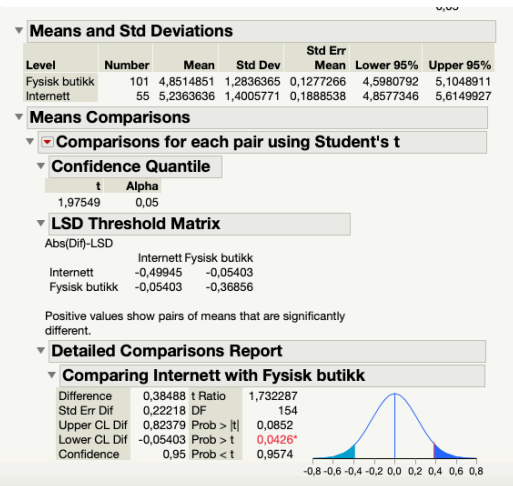 0,05
Means and Std Deviations
Std Err
Level Number Mean Std Dev Mean Lower 95% Upper 95%
Fysisk butikk 101 4,8514851 1,2836365 0,1277266 4,5980792 5,1048911
Internett 55 5,2363636 1,4005771 0,1888538 4,8577346 5,6149927
Means Comparisons
Comparisons for each pair using Student's t
Confidence Quantile
t Alpha
1,97549 0,05
LSD Threshold Matrix
Abs(Dif)-LSD
Internett Fysisk butikk
Internett -0,49945 -0,05403
Fysisk butikk -0,05403 -0,36856
Positive values show pairs of means that are significantly
different.
Detailed Comparisons Report
Comparing Internett with Fysisk butikk
Difference 0,38488 t Ratio 1,732287
Std Err Dif 0,22218 DF 154
Upper CL Dif 0,82379 Prob > |t| 0,0852
Lower CL Dif -0,05403 Prob > t 0,0426*
Confidence 0,95 Prob < t 0,9574
-0,8 -0,6 -0,4 -0,2 0,0 0,2 0,4 0,6 0,8